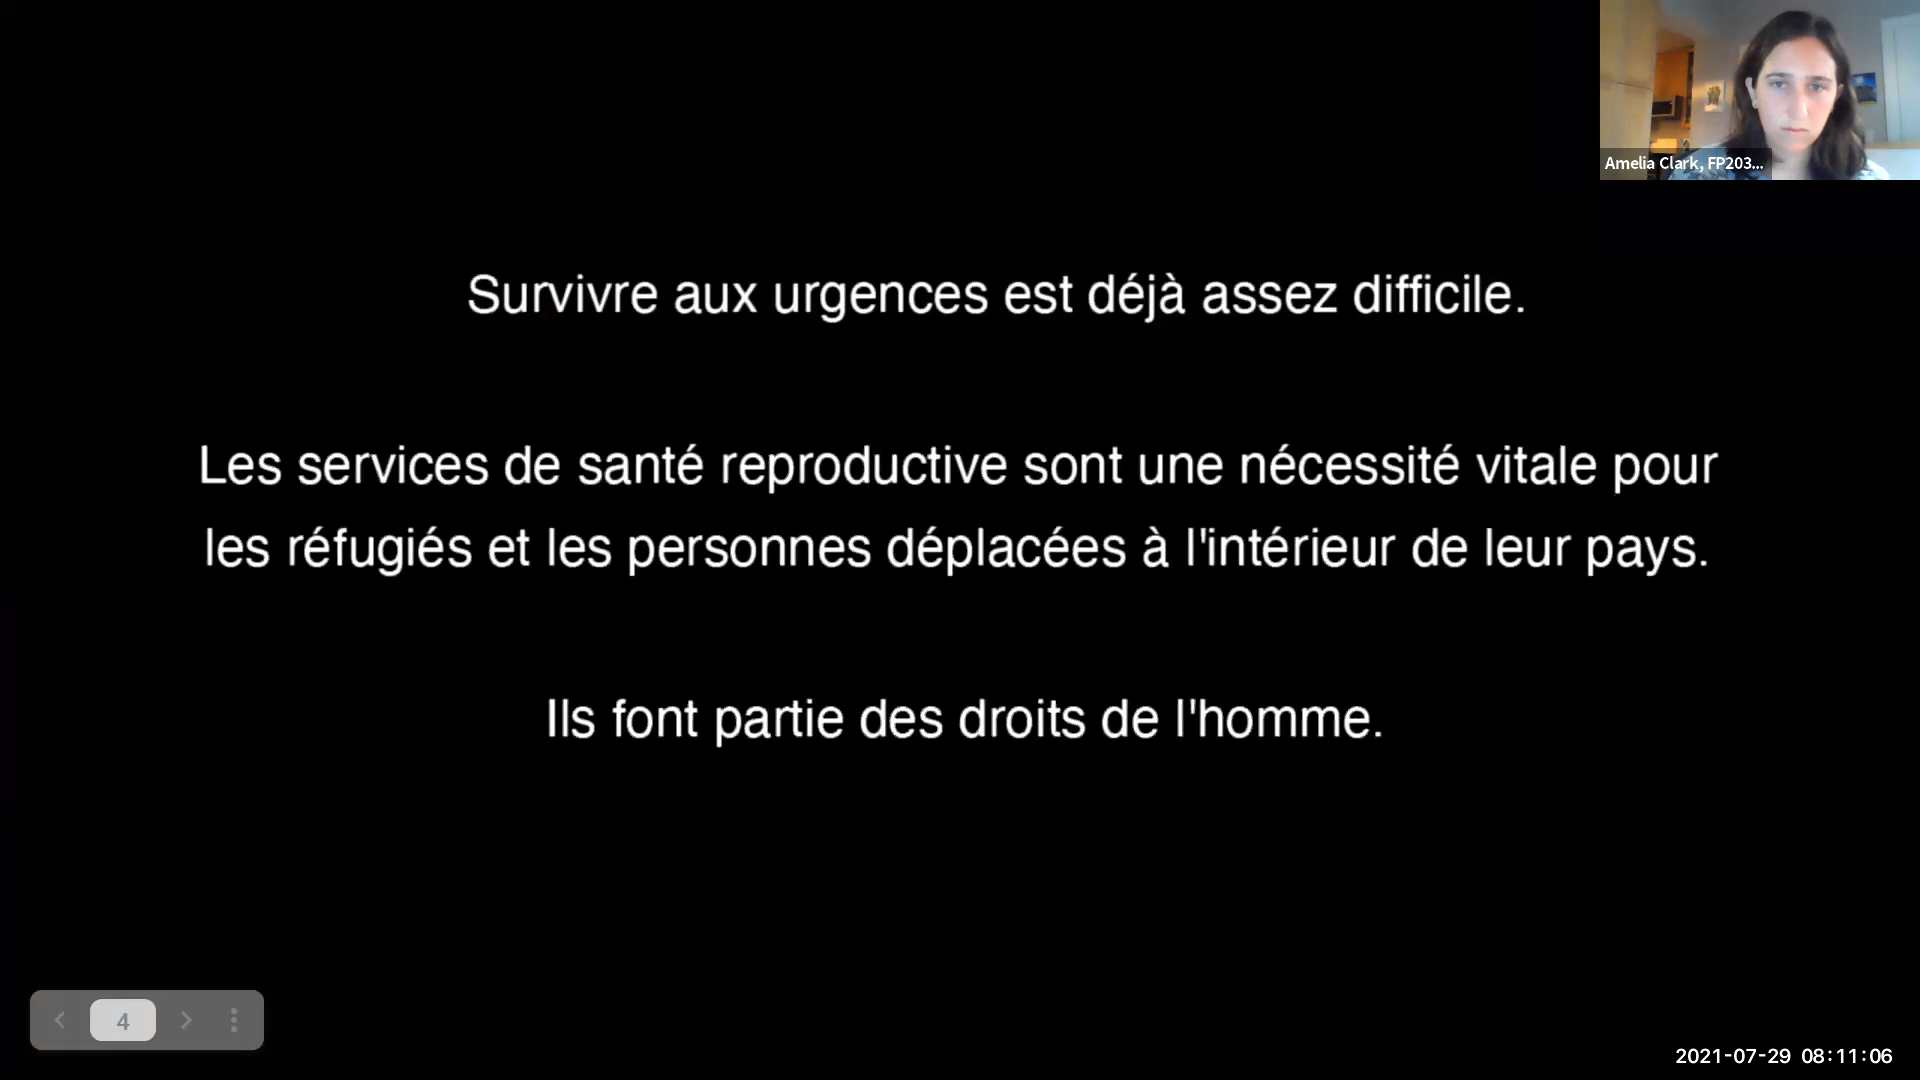 Amelia Clark, FP203...
Survivre aux urgences est déjà assez difficile.
Les services de santé reproductive sont une nécessité vitale pour
les réfugiés et les personnes déplacées à l'intérieur de leur pays.
Ils font partie des droits de l'homme.
4
2021-07-29 08:11:06